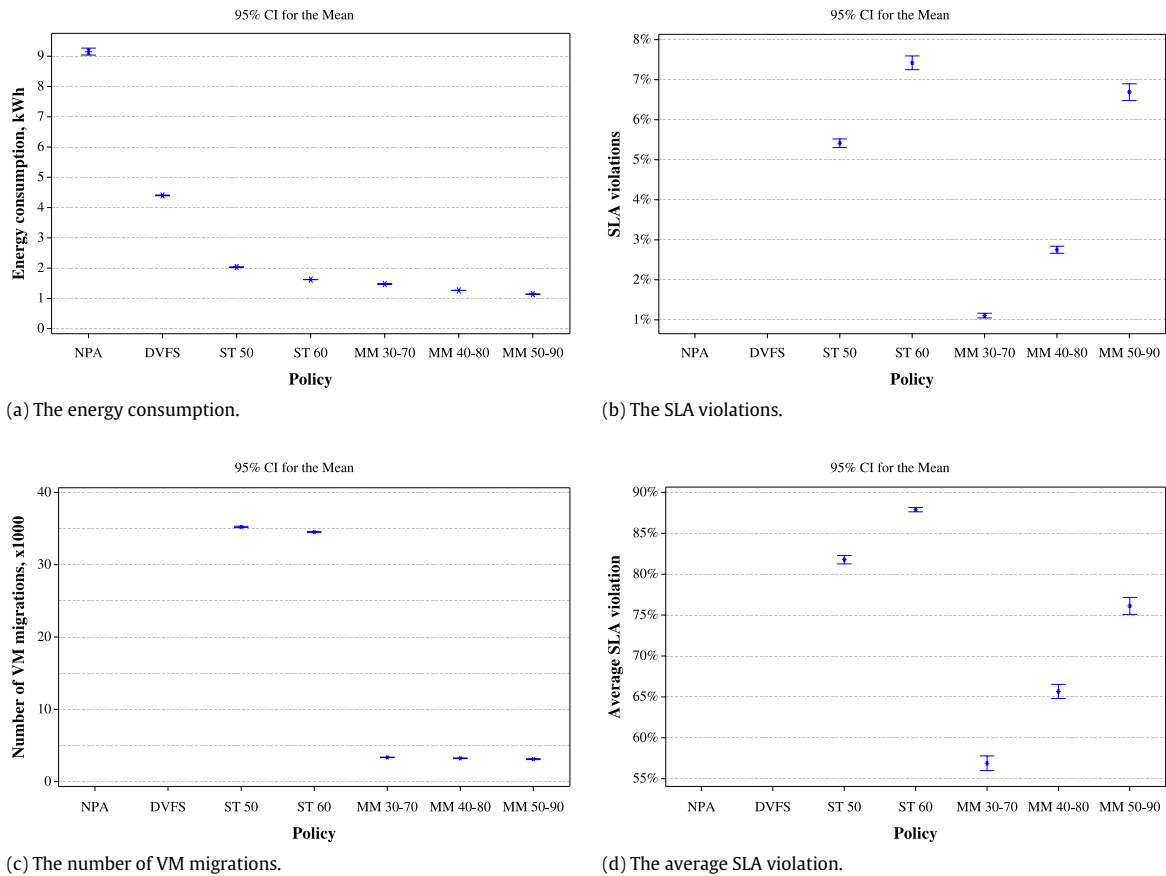 95% CI for the Mean
Energy consumption, kWh
9
8
7
6
5
4
3
2
1
0
NPA DVFS ST 50 ST 60 MM 30-70 MM 40-80 MM 50-90
Policy
(a) The energy consumption.
95% CI for the Mean
SLA violations
8%
7%
6%
5%
4%
3%
2%
1%
NPA DVFS ST 50 ST 60 MM 30-70 MM 40-80 MM 50-90
Policy
(b) The SLA violations.
95% CI for the Mean
Number of VM migrations, x1000
40
30
20
10
0
NPA DVFS ST 50 ST 60 MM 30-70 MM 40-80 MM 50-90
Policy
(c) The number of VM migrations.
95% CI for the Mean
Average SLA violation
90%
85%
80%
75%
70%
65%
60%
55%
NPA DVFS ST 50 ST 60 MM 30-70 MM 40-80 MM 50-90
Policy
(d) The average SLA violation.